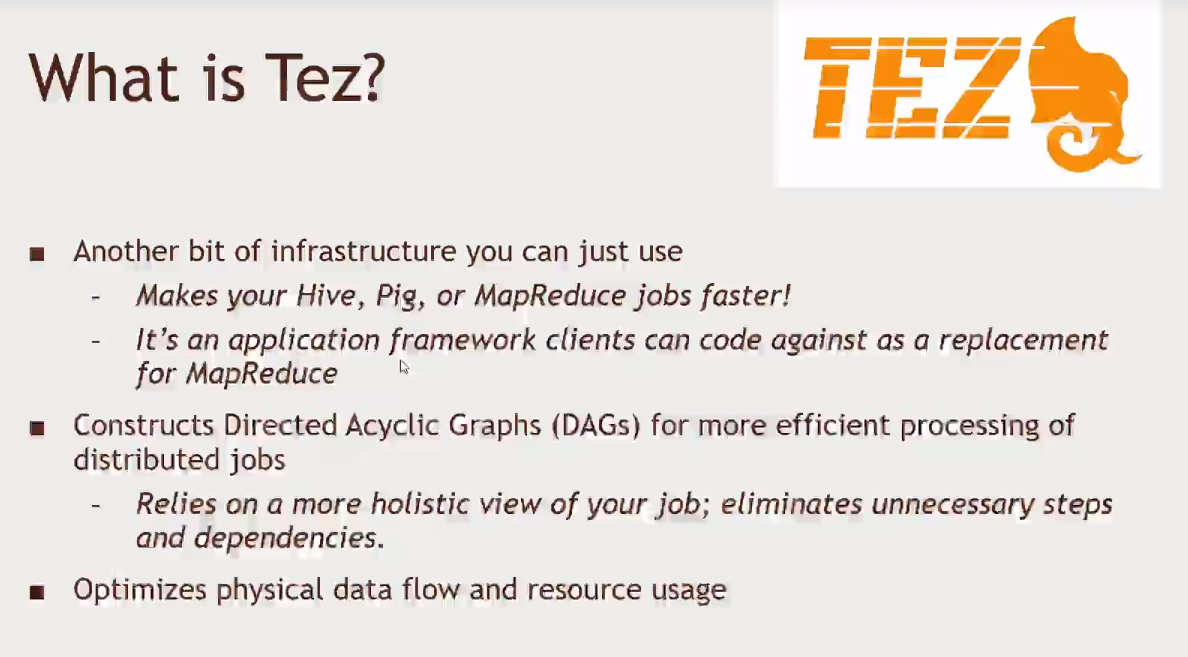 What is Tez?
TEZ
■ Another bit of infrastructure you can just use
- Makes your Hive, Pig, or MapReduce jobs faster!
- It's an application framework clients can code against as a replacement
for MapReduce
■ Constructs Directed Acyclic Graphs (DAGs) for more efficient processing of
distributed jobs
- Relies on a more holistic view of your job; eliminates unnecessary steps
and dependencies.
■ Optimizes physical data flow and resource usage